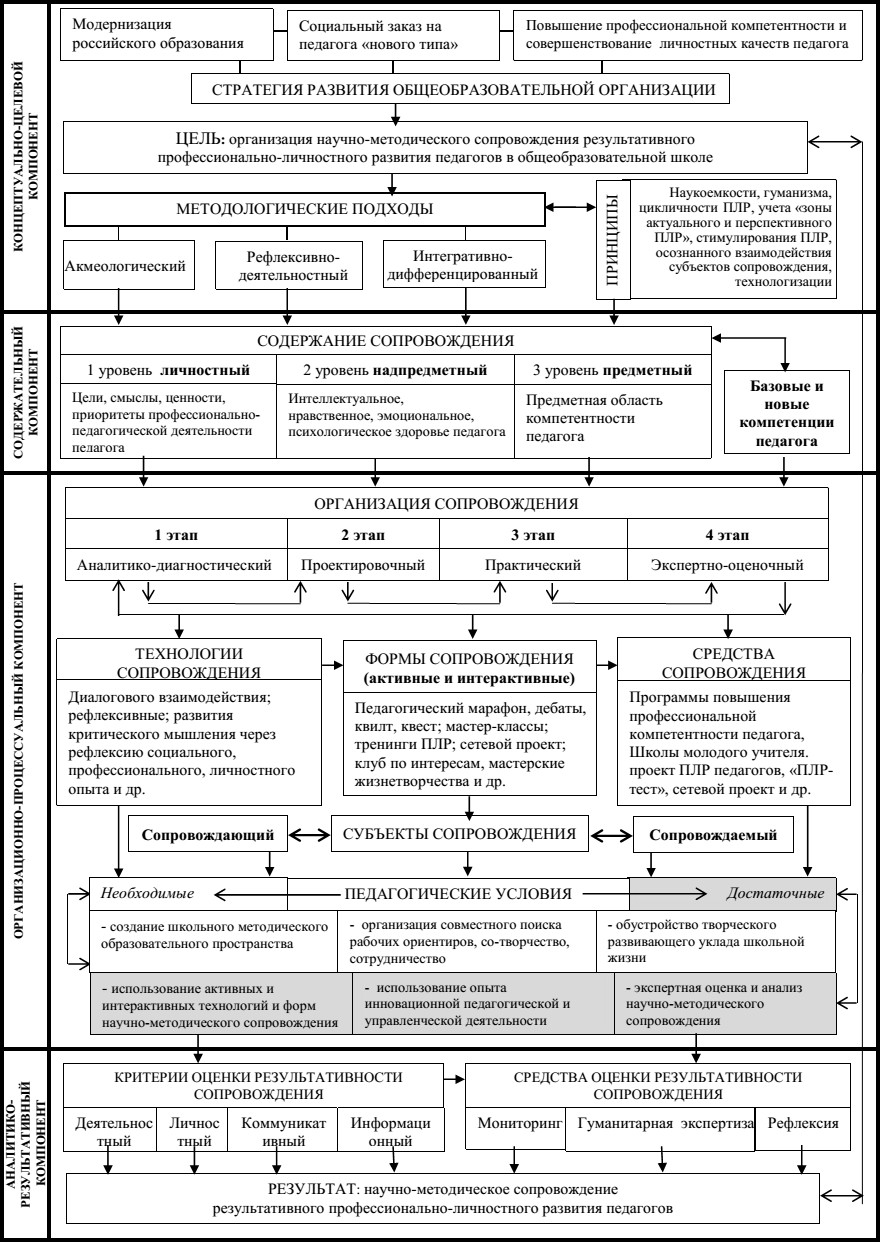 КОНЦЕПТУАЛЬНО-ЦЕЛЕВОЙ
КОМПОНЕНТ
Модернизация
российского образования
Социальный заказ на
педагога «нового типа»
Повышение профессиональной компетентности и
совершенствование личностных качеств педагога
СТРАТЕГИЯ РАЗВИТИЯ ОБЩЕОБРАЗОВАТЕЛЬНОЙ ОРГАНИЗАЦИИ
ЦЕЛЬ: организация научно-методического сопровождения результативного
профессионально-личностного развития педагогов в общеобразовательной школе
МЕТОДОЛОГИЧЕСКИЕ ПОДХОДЫ
Акмеологический
Рефлексивно-
деятельностный
Интегративно-
дифференцированный
ПРИНЦИПЫ
Наукоемкости, гуманизма,
цикличности ПЛР, учета «зоны
актуального и перспективного
ПЛР», стимулирования ПЛР,
осознанного взаимодействия
субъектов сопровождения,
технологизации
СОДЕРЖАТЕЛЬНЫЙ
КОМПОНЕНТ
СОДЕРЖАНИЕ СОПРОВОЖДЕНИЯ
1 уровень личностный
2 уровень надпредметный
3 уровень предметный
Цели, смыслы, ценности,
приоритеты профессионально-
педагогической деятельности
педагога
Интеллектуальное,
нравственное, эмоциональное,
психологическое здоровье педагога
Предметная область
компетентности
педагога
Базовые и
новые
компетенции
педагога
ОРГАНИЗАЦИОННО-ПРОЦЕССУАЛЬНЫЙ КОМПОНЕНТ
ОРГАНИЗАЦИЯ СОПРОВОЖДЕНИЯ
1 этап
2 этап
3 этап
4 этап
Аналитико-диагностический
Проектировочный
Практический
Экспертно-оценочный
ТЕХНОЛОГИИ
СОПРОВОЖДЕНИЯ
Диалогового взаимодействия;
рефлексивные; развития
критического мышления через
рефлексию социального,
профессионального, личностного
опыта и др.
ФОРМЫ СОПРОВОЖДЕНИЯ
(активные и интерактивные)
Педагогический марафон, дебаты,
квилт, квест; мастер-классы;
тренинги ПЛР; сетевой проект;
клуб по интересам, мастерские
жизнетворчества и др.
СРЕДСТВА
СОПРОВОЖДЕНИЯ
Программы повышения
профессиональной
компетентности педагога,
Школы молодого учителя.
проект ПЛР педагогов, «ПЛР-
тест», сетевой проект и др.
Сопровождающий
СУБЪЕКТЫ СОПРОВОЖДЕНИЯ
Сопровождаемый
Необходимые
ПЕДАГОГИЧЕСКИЕ УСЛОВИЯ
Достаточные
- создание школьного методического
образовательного пространства
- организация совместного поиска
рабочих ориентиров, со-творчество,
сотрудничество
- обустройство творческого
развивающего уклада школьной
жизни
- использование активных и
интерактивных технологий и форм
научно-методического сопровождения
- использование опыта
инновационной педагогической и
управленческой деятельности
- экспертная оценка и анализ
научно-методического
сопровождения
АНАЛИТИКО-
РЕЗУЛЬТАТИВНЫЙ
КОМПОНЕНТ
КРИТЕРИИ ОЦЕНКИ РЕЗУЛЬТАТИВНОСТИ
СОПРОВОЖДЕНИЯ
Деятельнос
тный
Личнос
тный
Коммуникат
ивный
Информаци
онный
СРЕДСТВА ОЦЕНКИ РЕЗУЛЬТАТИВНОСТИ
СОПРОВОЖДЕНИЯ
Мониторинг
Гуманитарная экспертиза
Рефлексия
РЕЗУЛЬТАТ: научно-методическое сопровождение
результативного профессионально-личностного развития педагогов